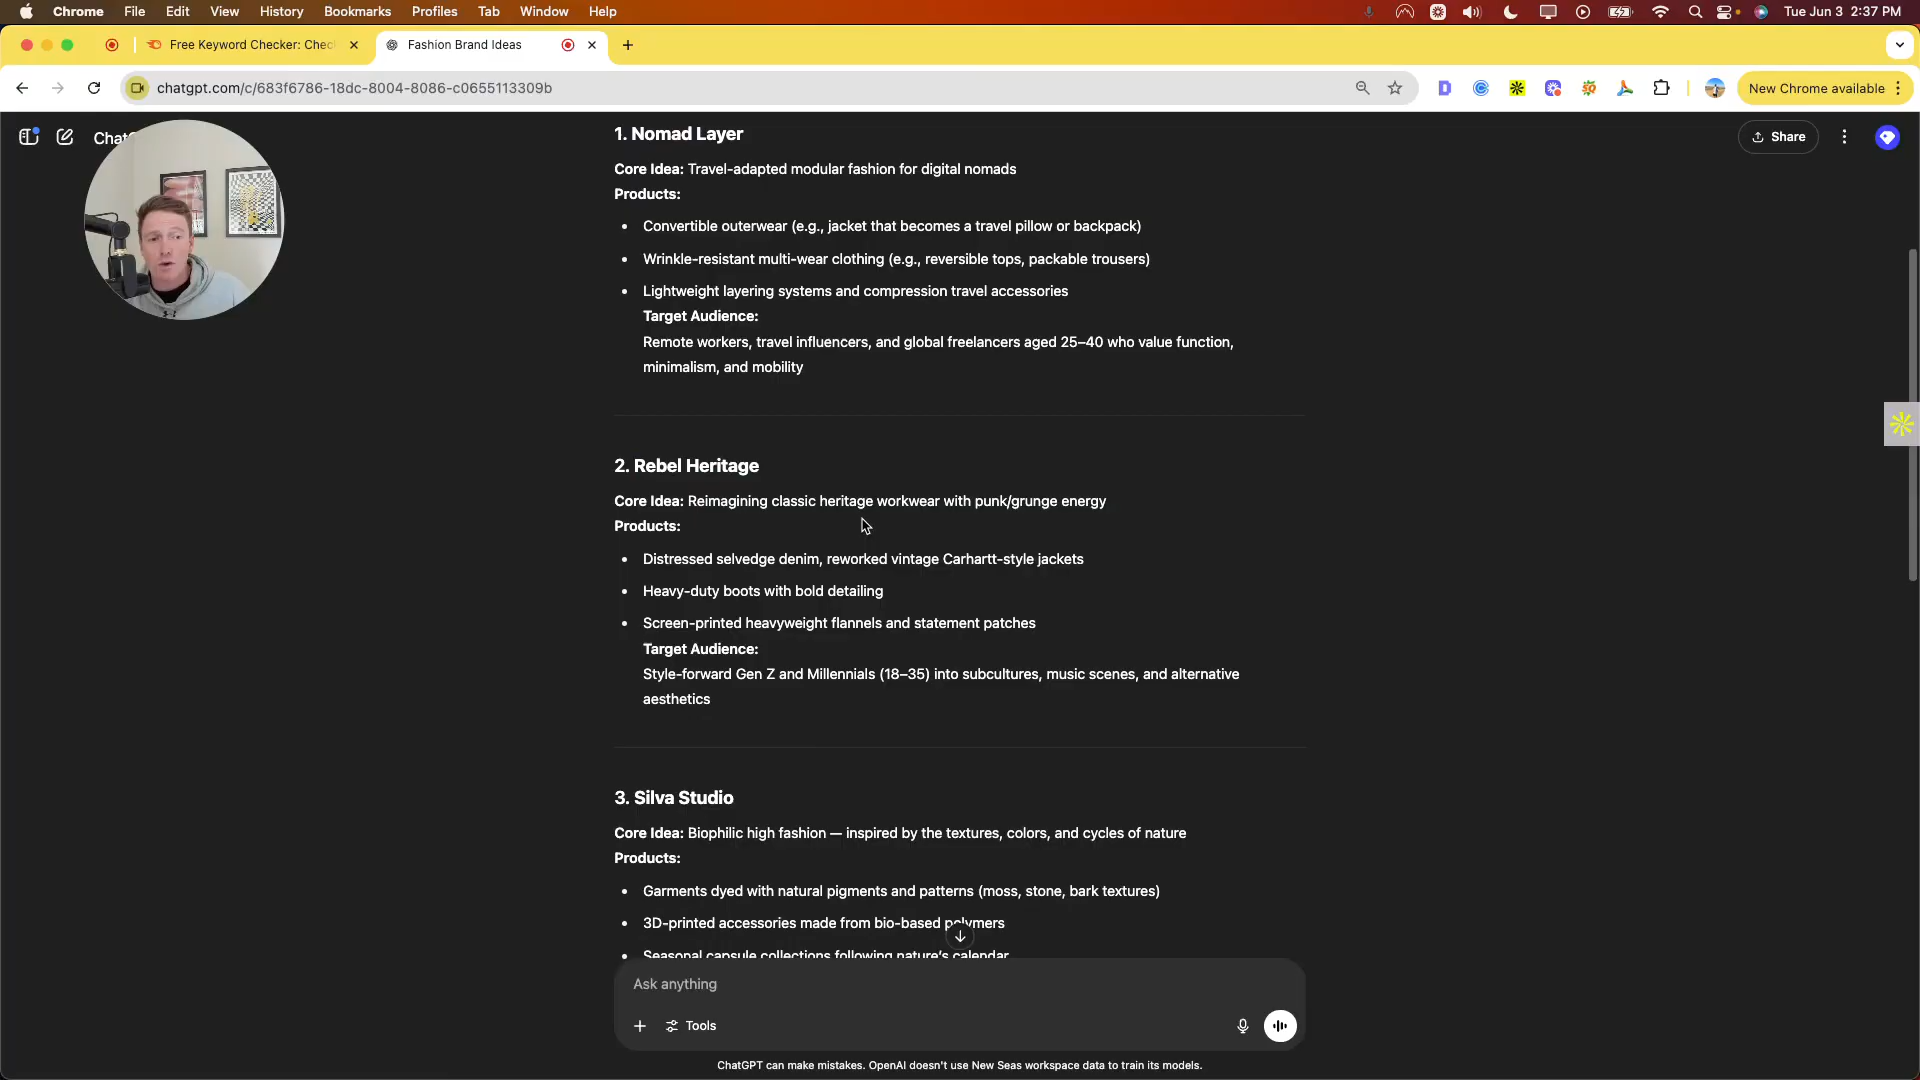 Chrome File Edit View History Bookmarks Profiles Tab Window Help Tue Jun 3 2:37 PM
Free Keyword Checker: Chec
Fashion Brand Ideas
chatgpt.com/c/683f6786-18dc-8004-8086-c0655113309b
New Chrome available
Chat
Share
1. Nomad Layer
Core Idea: Travel-adapted modular fashion for digital nomads
Products:
• Convertible outerwear (e.g., jacket that becomes a travel pillow or backpack)
• Wrinkle-resistant multi-wear clothing (e.g., reversible tops, packable trousers)
• Lightweight layering systems and compression travel accessories
Target Audience:
Remote workers, travel influencers, and global freelancers aged 25–40 who value function,
minimalism, and mobility
2. Rebel Heritage
Core Idea: Reimagining classic heritage workwear with punk/grunge energy
Products:
• Distressed selvedge denim, reworked vintage Carhartt-style jackets
• Heavy-duty boots with bold detailing
• Screen-printed heavyweight flannels and statement patches
Target Audience:
Style-forward Gen Z and Millennials (18–35) into subcultures, music scenes, and alternative
aesthetics
3. Silva Studio
Core Idea: Biophilic high fashion — inspired by the textures, colors, and cycles of nature
Products:
• Garments dyed with natural pigments and patterns (moss, stone, bark textures)
• 3D-printed accessories made from bio-based polymers
• Seasonal capsule collections following nature's calendar
Ask anything
Tools
ChatGPT can make mistakes. OpenAI doesn't use New Seas workspace data to train its models.